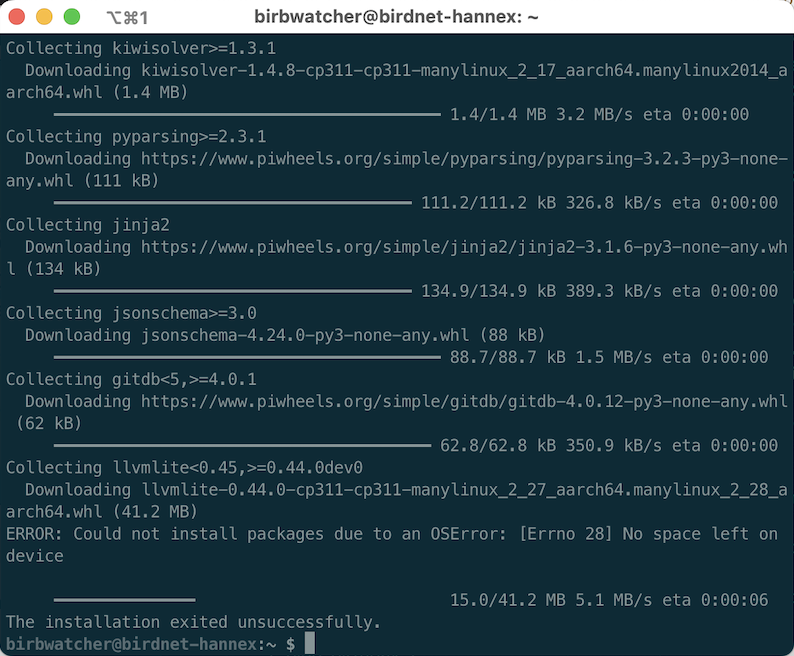 ⌥⌘1
birbwatcher@birdnet-hannex: ~
Collecting kiwisolver>=1.3.1
  Downloading kiwisolver-1.4.8-cp311-cp311-manylinux_2_17_aarch64.manylinux2014_a
arch64.whl (1.4 MB)
1.4/1.4 MB 3.2 MB/s eta 0:00:00
Collecting pyparsing>=2.3.1
  Downloading https://www.piwheels.org/simple/pyparsing/pyparsing-3.2.3-py3-none-
any.whl (111 kB)
111.2/111.2 kB 326.8 kB/s eta 0:00:00
Collecting jinja2
  Downloading https://www.piwheels.org/simple/jinja2/jinja2-3.1.6-py3-none-any.wh
l (134 kB)
134.9/134.9 kB 389.3 kB/s eta 0:00:00
Collecting jsonschema>=3.0
  Downloading jsonschema-4.24.0-py3-none-any.whl (88 kB)
88.7/88.7 kB 1.5 MB/s eta 0:00:00
Collecting gitdb<5,>=4.0.1
  Downloading https://www.piwheels.org/simple/gitdb/gitdb-4.0.12-py3-none-any.whl
 (62 kB)
62.8/62.8 kB 350.9 kB/s eta 0:00:00
Collecting llvmlite<0.45,>=0.44.0dev0
  Downloading llvmlite-0.44.0-cp311-cp311-manylinux_2_27_aarch64.manylinux_2_28_a
arch64.whl (41.2 MB)
ERROR: Could not install packages due to an OSError: [Errno 28] No space left on
device
15.0/41.2 MB 5.1 MB/s eta 0:00:06
The installation exited unsuccessfully.
birbwatcher@birdnet-hannex:~ $